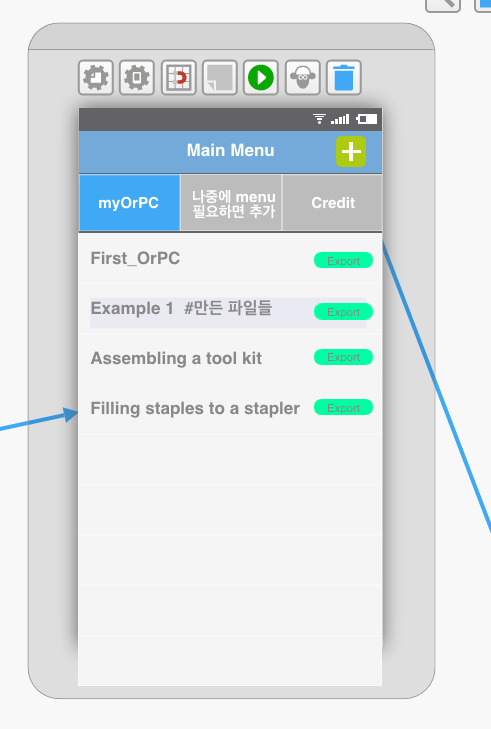 Main Menu
myOrPC
나중에 menu
필요하면 추가
Credit
First_OrPC
Export
Example 1 #만든 파일들
Export
Assembling a tool kit
Export
Filling staples to a stapler
Export